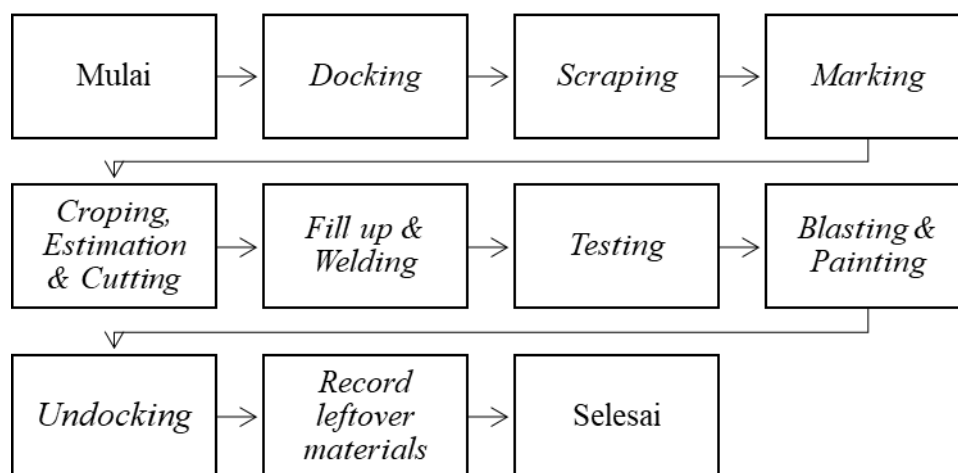 Mulai
Docking
Scraping
Marking
Croping,
Estimation
& Cutting
Fill up &
Welding
Testing
Blasting &
Painting
Undocking
Record
leftover
materials
Selesai